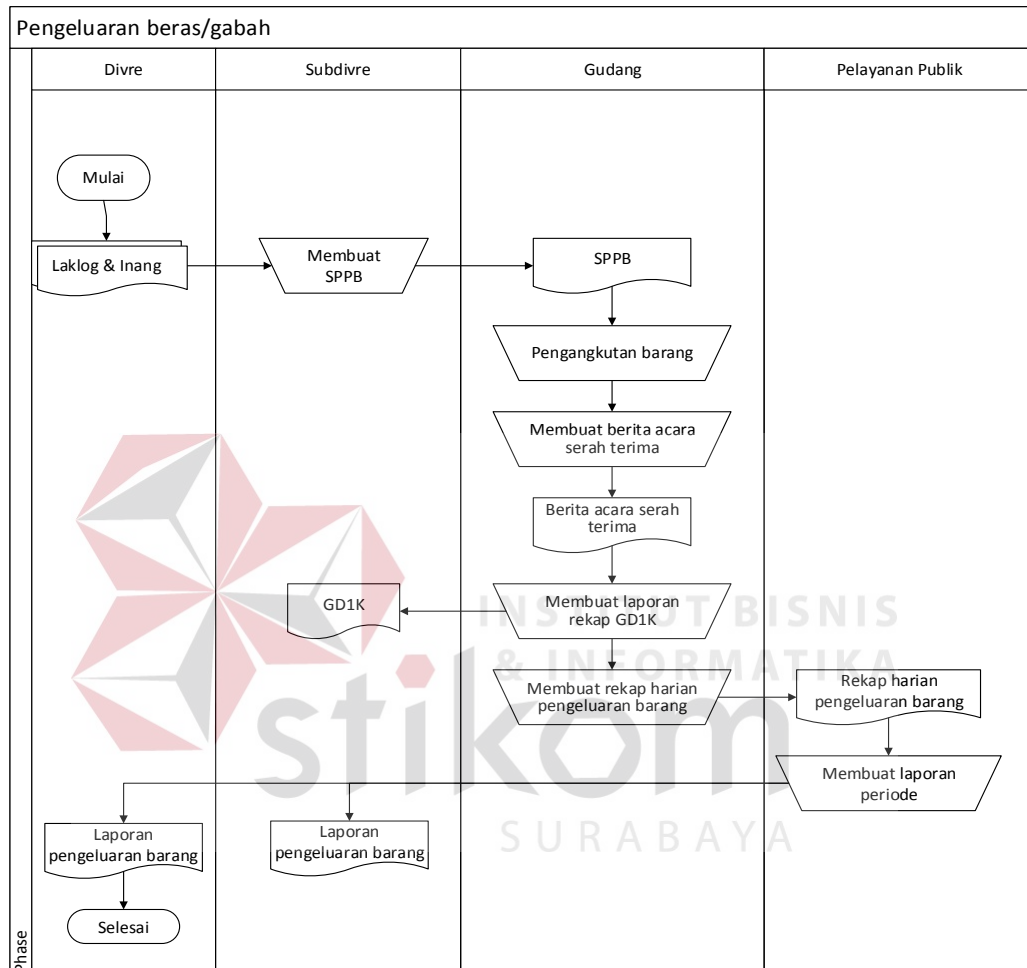 Pengeluaran beras/gabah
Divre
Subdivre
Gudang
Pelayanan Publik
Mulai
Laklog & Inang
Membuat
SPPB
SPPB
Pengangkutan barang
Membuat berita acara
serah terima
Berita acara serah
terima
GD1K
Membuat laporan
rekap GD1K
Membuat rekap harian
pengeluaran barang
Rekap harian
pengeluaran barang
Membuat laporan
periode
Laporan
pengeluaran barang
Laporan
pengeluaran barang
Selesai
Phase
INSTITUT BISNIS
& INFORMATIKA
stikom
SURABAYA